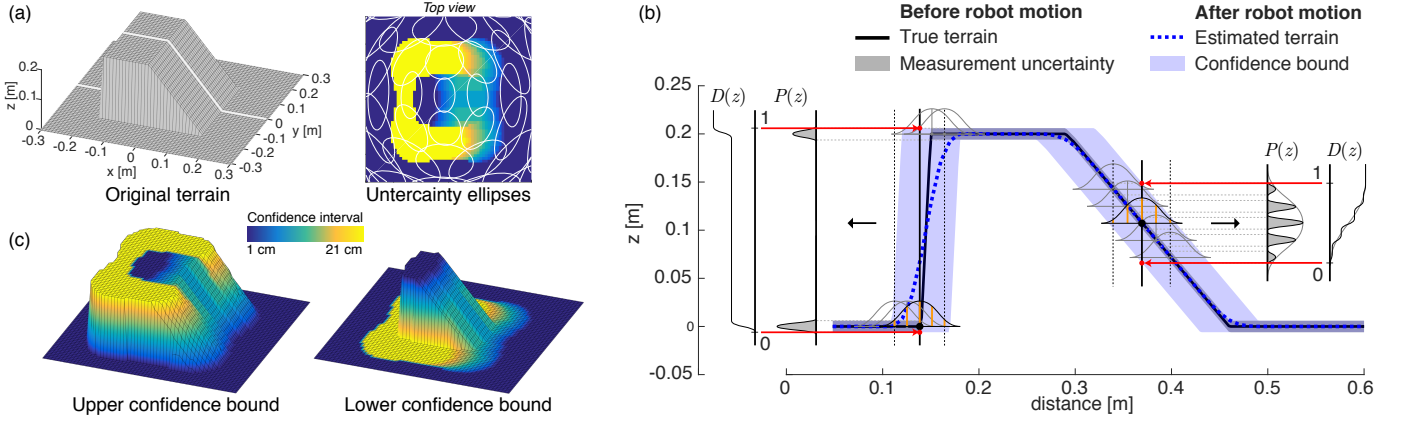 (a)
Top view
z [m]
0.2
0.1
0
-0.3
-0.2
-0.1
0
0.1
0.2
0.3
x [m]
-0.3
-0.2
-0.1
0
0.1
0.2
0.3
y [m]
Original terrain
Untercainty ellipses
(c)
Confidence interval
1 cm 21 cm
Upper confidence bound
Lower confidence bound
(b)
Before robot motion
True terrain
Measurement uncertainty
After robot motion
Estimated terrain
Confidence bound
z [m]
0.25
0.2
0.15
0.1
0.05
0
-0.05
D(z) P(z)
1
0
P(z) D(z)
1
0
0 0.1 0.2 0.3 0.4 0.5 0.6
distance [m]